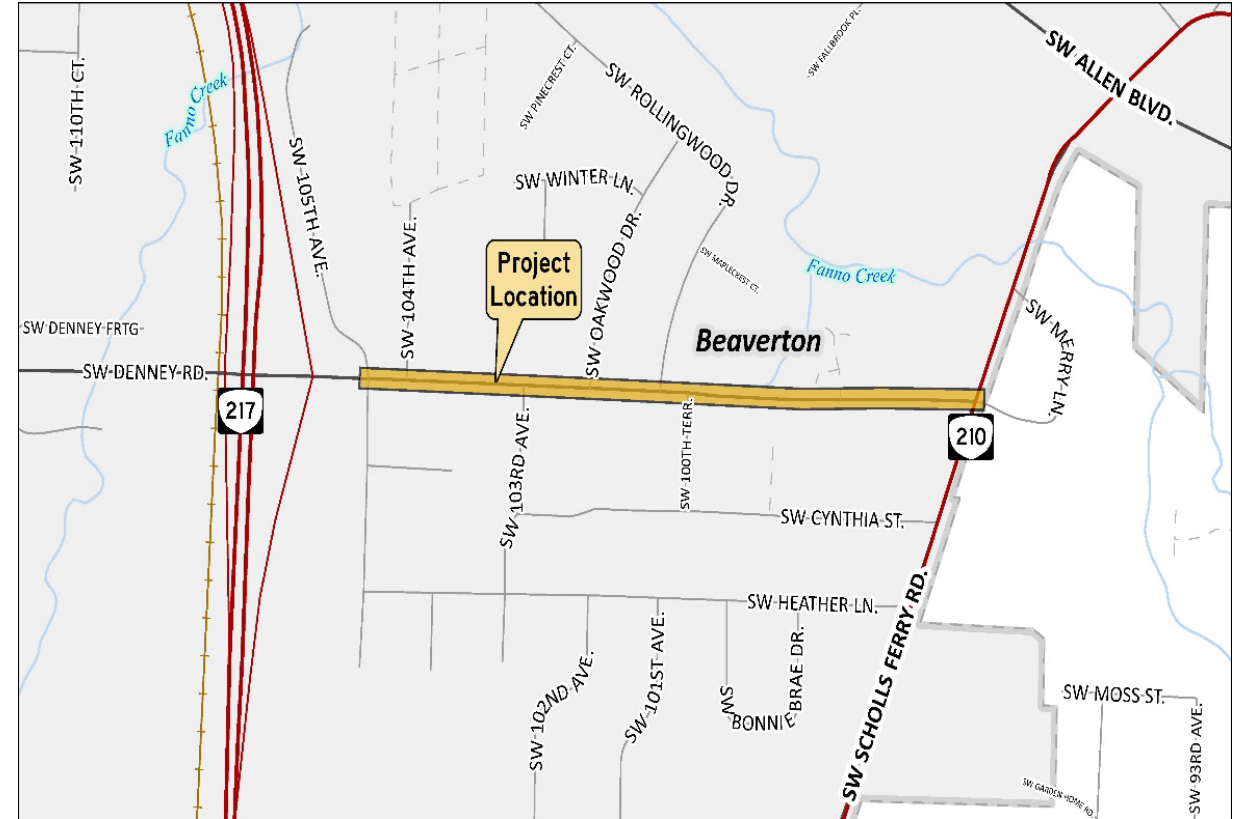 SW ALLEN BLVD.
SW FALLBROOK PL.
SW PINECREST CT.
SW ROLLINGWOOD DR.
SW 110TH CT.
Fanno Creek
SW 105TH AVE.
SW WINTER LN.
SW 104TH AVE.
SW OAKWOOD DR.
SW MAPLECREST CT.
Project
Location
Fanno Creek
SW MERRY LN.
SW DENNEY FRTG
Beaverton
SW DENNEY RD.
217
210
SW 103RD AVE.
SW 100TH TERR.
SW CYNTHIA ST.
SW HEATHER LN.
SW SCHOLLS FERRY RD.
SW 102ND AVE.
SW 101ST AVE.
SW
BONNIE
BRAE DR.
SW MOSS ST.
SW 93RD AVE.
SW GARDEN HOME RD.